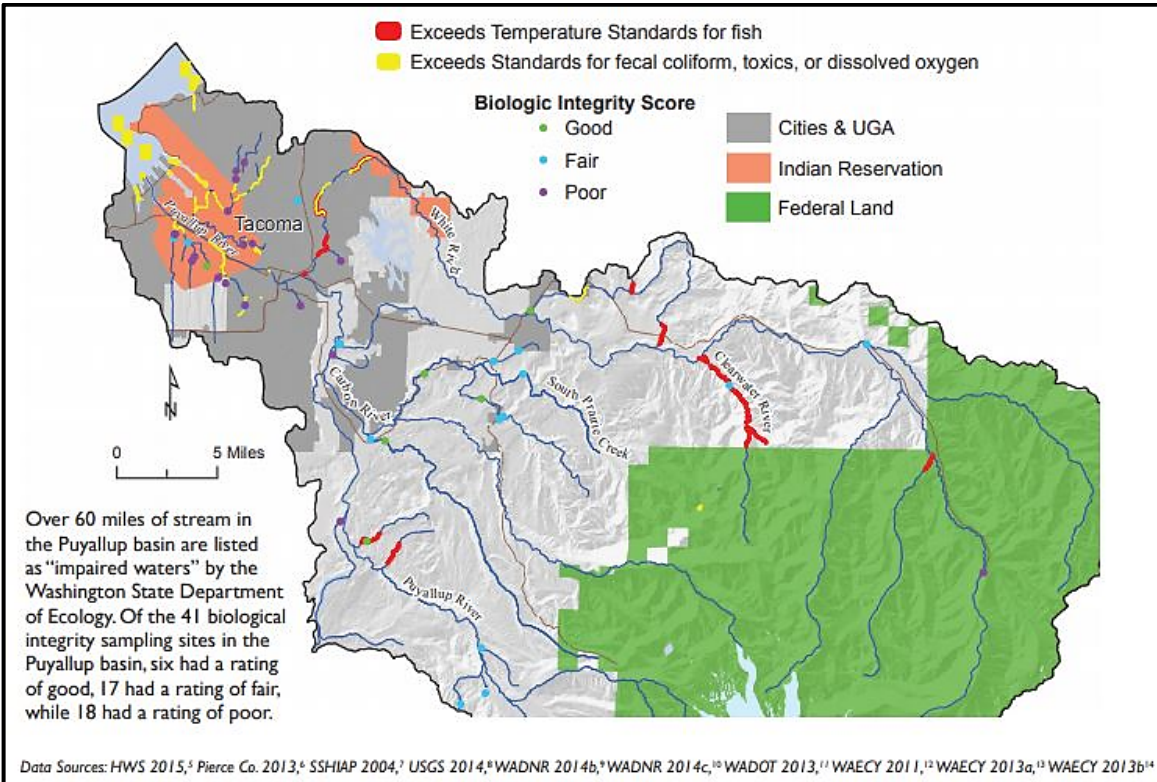 Exceeds Temperature Standards for fish
Exceeds Standards for fecal coliform, toxics, or dissolved oxygen
Biologic Integrity Score
Good
Fair
Poor
Cities & UGA
Indian Reservation
Federal Land
Tacoma
Puyallup River
White River
Clearwater River
Carbon River
South Prairie Creek
Puyallup River
N
0 5 Miles
Over 60 miles of stream in
the Puyallup basin are listed
as “impaired waters” by the
Washington State Department
of Ecology. Of the 41 biological
integrity sampling sites in the
Puyallup basin, six had a rating
of good, 17 had a rating of fair,
while 18 had a rating of poor.
Data Sources: HWS 2015,⁵ Pierce Co. 2013,⁶ SSHIAP 2004,⁷ USGS 2014,⁸ WADNR 2014b,⁹ WADNR 2014c,¹⁰ WADOT 2013,¹¹ WAECY 2011,¹² WAECY 2013a,¹³ WAECY 2013b¹⁴